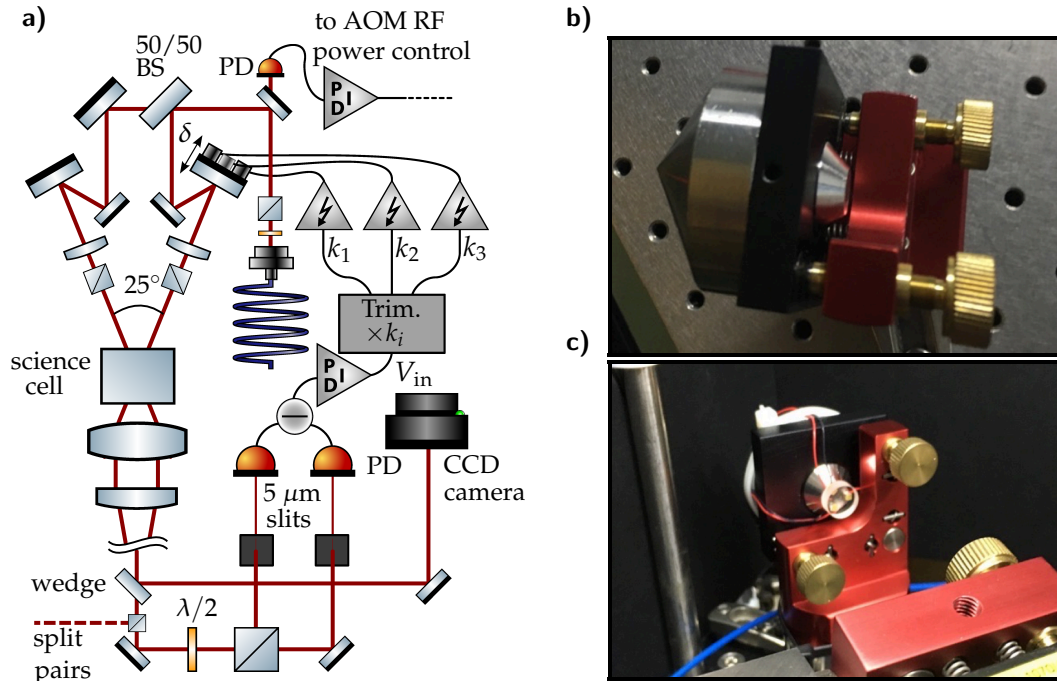 a)
50/50
BS
PD
to AOM RF
power control
P I
D
δ
k1
k2
k3
25°
Trim.
×ki
science
cell
P I
D
Vin
PD
CCD
camera
5 μm
slits
wedge
λ/2
split
pairs
b)
c)